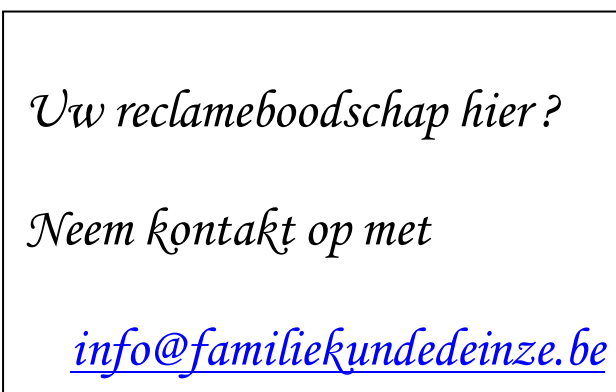 Uw reclameboodschap hier ?
Neem kontakt op met
info@familiekundedeinze.be